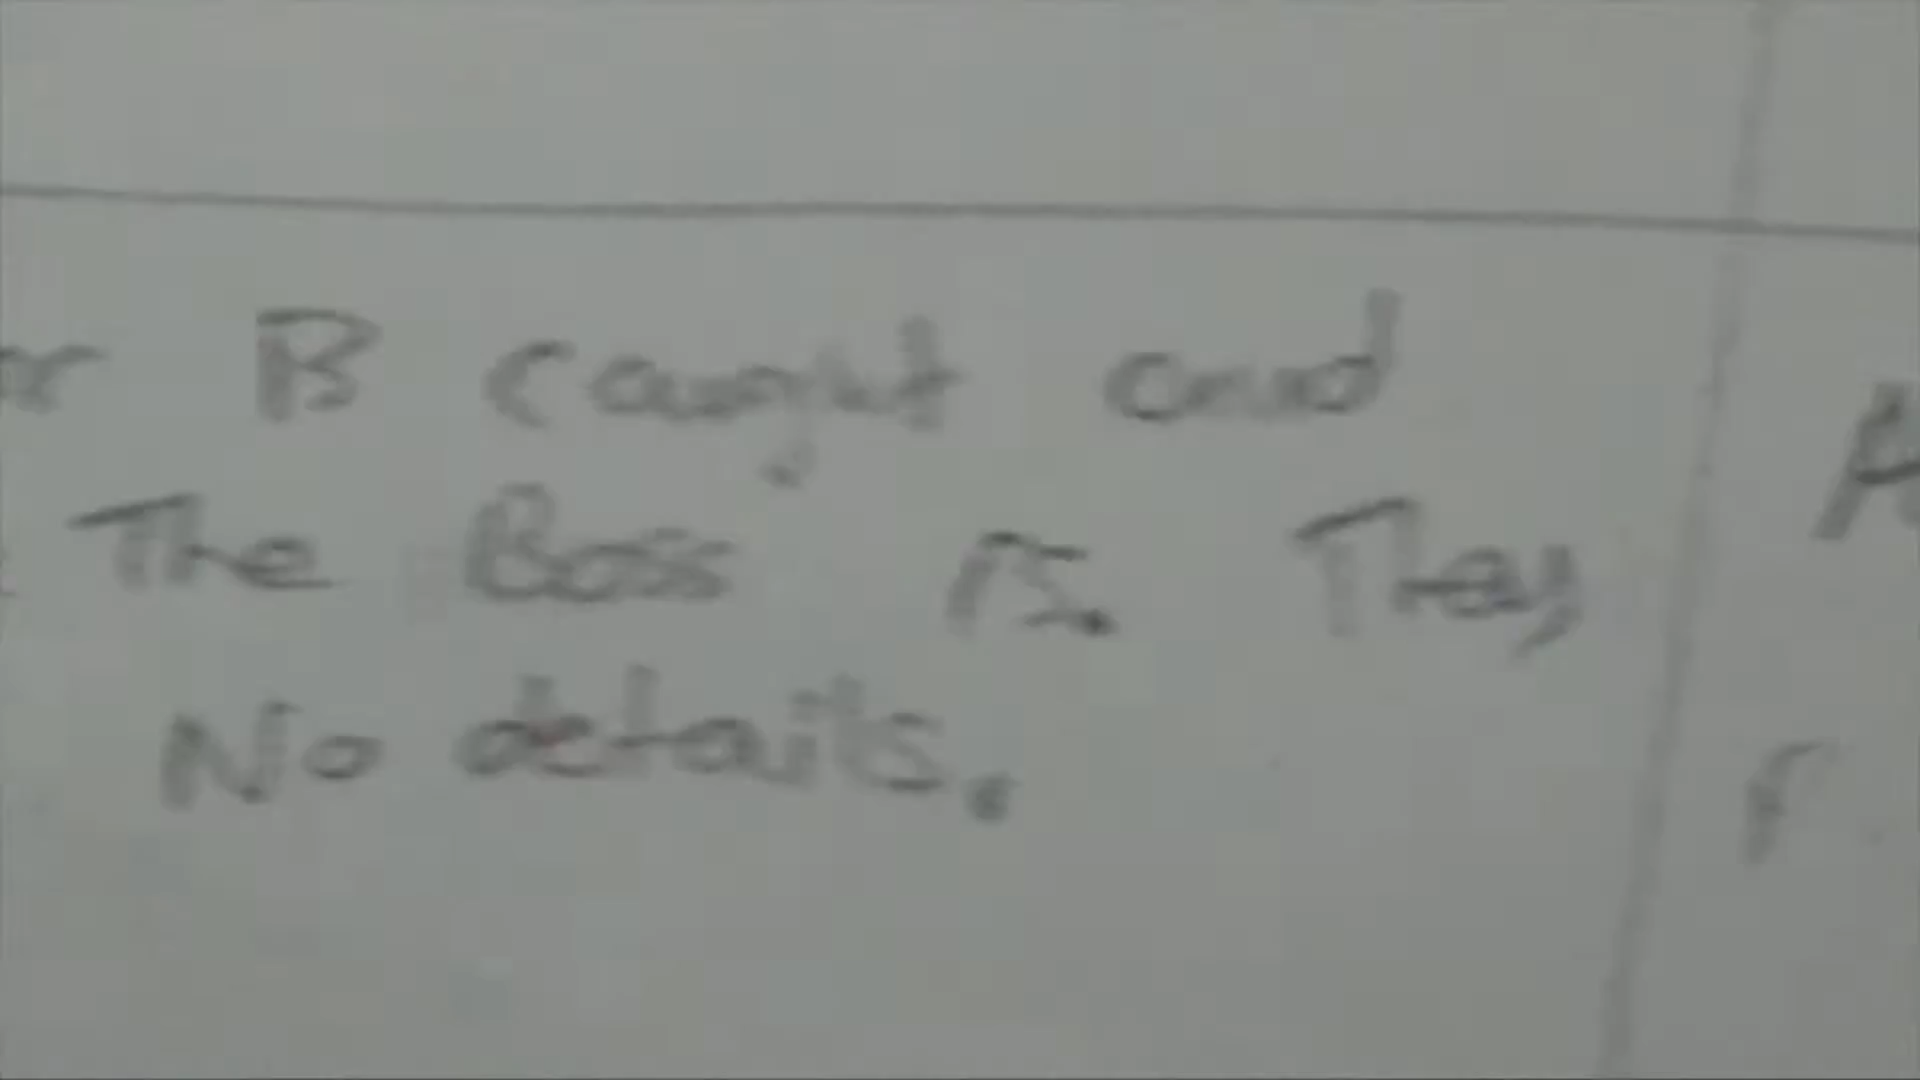 r B caught and A
The Boss is. They
No details. r